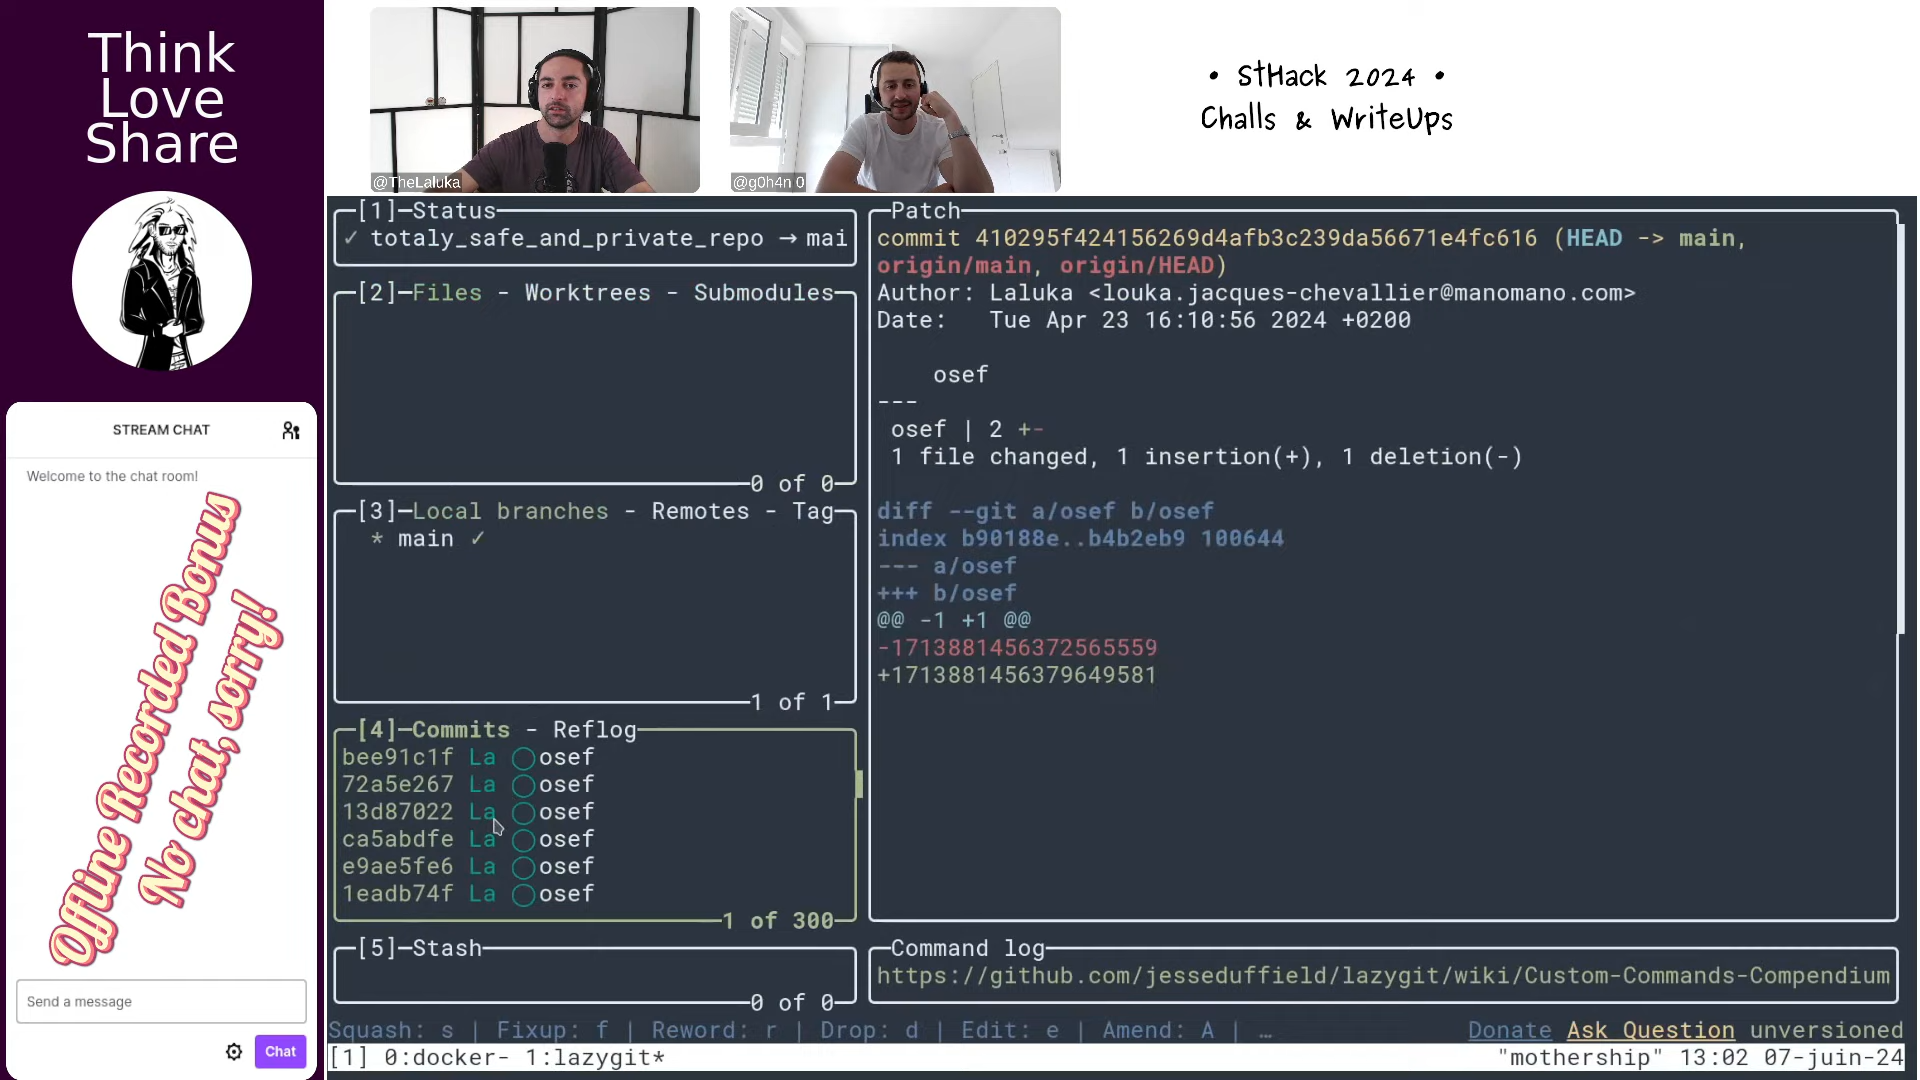 Think
Love
Share
@TheLaluka
@g0h4n 0
• StHack 2024 •
Challs & WriteUps
STREAM CHAT
Welcome to the chat room!
Offline Recorded Bonus
No chat, sorry!
Send a message
Chat
[1]─Status
✓ totaly_safe_and_private_repo → mai
[2]─Files - Worktrees - Submodules
0 of 0
[3]─Local branches - Remotes - Tag
* main ✓
1 of 1
[4]─Commits - Reflog
bee91c1f La ◯ osef
72a5e267 La ◯ osef
13d87022 La ◯ osef
ca5abdfe La ◯ osef
e9ae5fe6 La ◯ osef
1eadb74f La ◯ osef
1 of 300
[5]─Stash
0 of 0
Patch
commit 410295f424156269d4afb3c239da56671e4fc616 (HEAD -> main,
origin/main, origin/HEAD)
Author: Laluka <louka.jacques-chevallier@manomano.com>
Date:   Tue Apr 23 16:10:56 2024 +0200
osef
---
osef | 2 +-
1 file changed, 1 insertion(+), 1 deletion(-)
diff --git a/osef b/osef
index b90188e..b4b2eb9 100644
--- a/osef
+++ b/osef
@@ -1 +1 @@
-1713881456372565559
+1713881456379649581
Command log
https://github.com/jesseduffield/lazygit/wiki/Custom-Commands-Compendium
Squash: s | Fixup: f | Reword: r | Drop: d | Edit: e | Amend: A | … Donate Ask Question unversioned
[1] 0:docker- 1:lazygit* "mothership" 13:02 07-juin-24